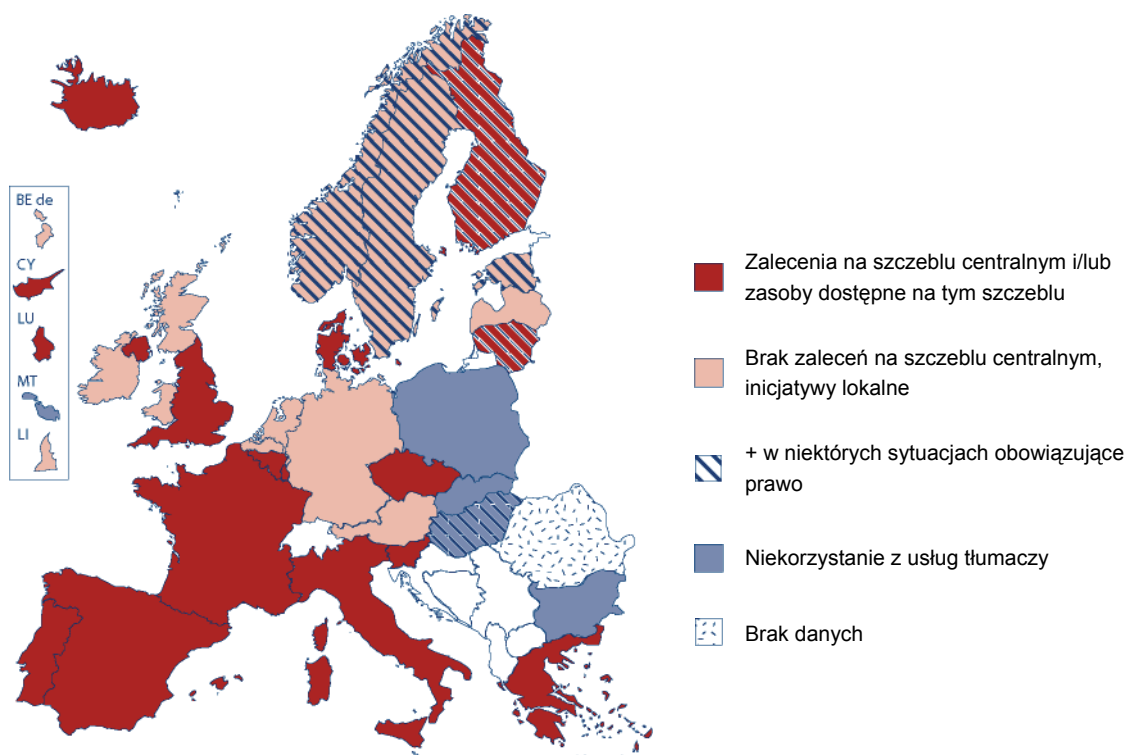 BE de
CY
LU
MT
LI
Zalecenia na szczeblu centralnym i/lub
zasoby dostępne na tym szczeblu
Brak zaleceń na szczeblu centralnym,
inicjatywy lokalne
+ w niektórych sytuacjach obowiązujące
prawo
Niekorzystanie z usług tłumaczy
Brak danych